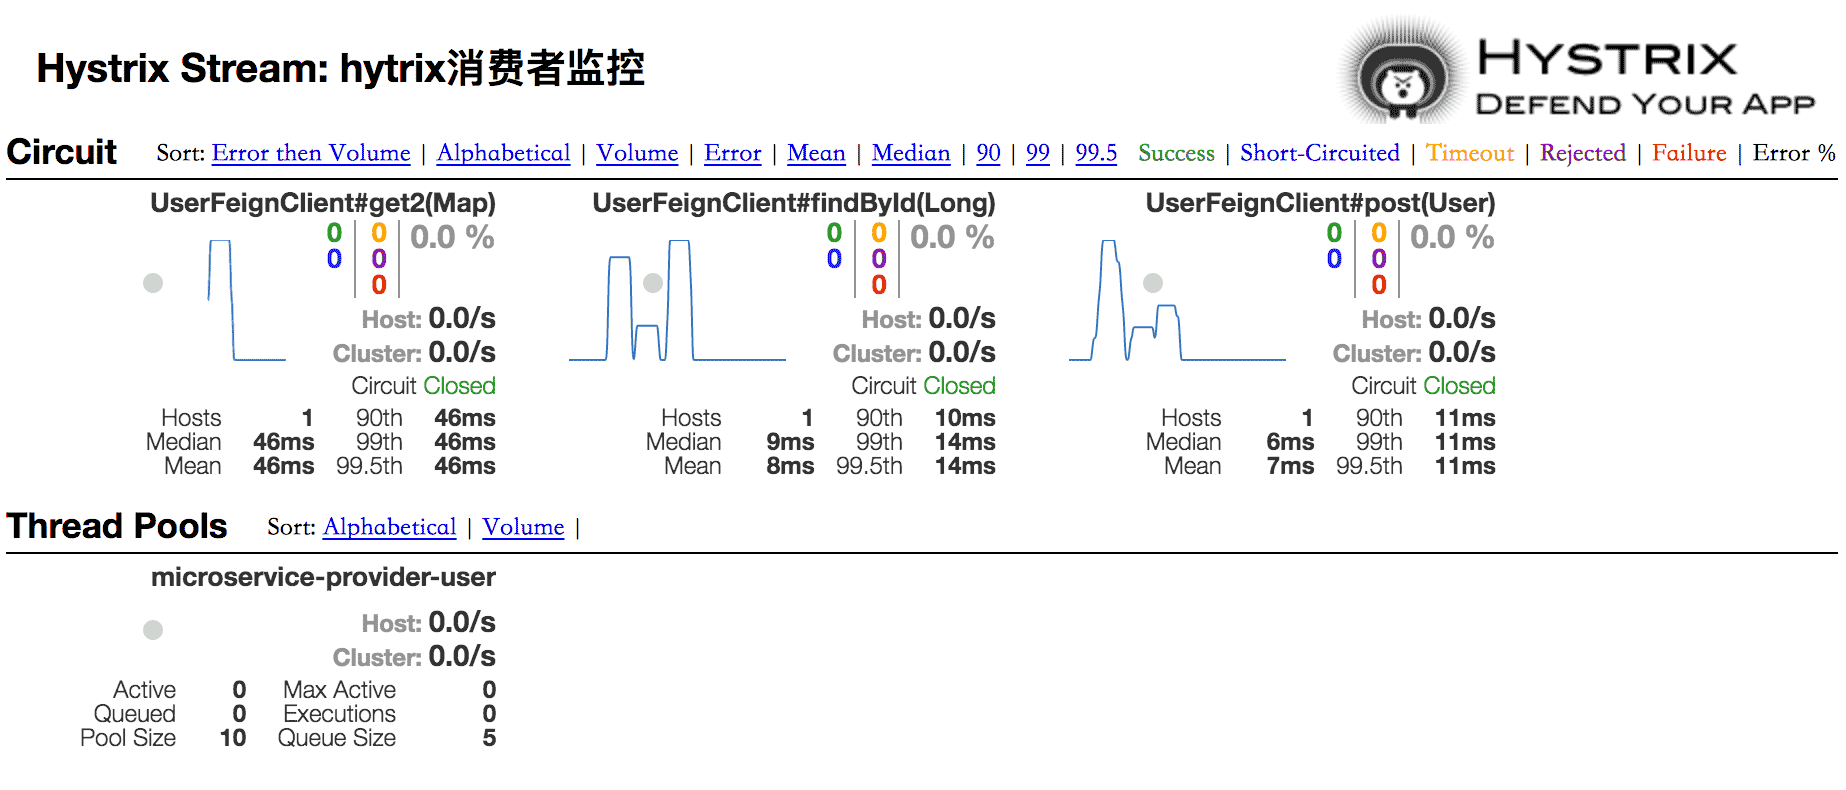 Hystrix Stream: hytrix消费者监控
HYSTRIX
DEFEND YOUR APP
Circuit Sort: Error then Volume | Alphabetical | Volume | Error | Mean | Median | 90 | 99 | 99.5 Success | Short-Circuited | Timeout | Rejected | Failure | Error %
UserFeignClient#get2(Map)
0 0 0.0 %
0 0
0
Host: 0.0/s
Cluster: 0.0/s
Circuit Closed
Hosts 1 90th 46ms
Median 46ms 99th 46ms
Mean 46ms 99.5th 46ms
UserFeignClient#findById(Long)
0 0 0.0 %
0 0
0
Host: 0.0/s
Cluster: 0.0/s
Circuit Closed
Hosts 1 90th 10ms
Median 9ms 99th 14ms
Mean 8ms 99.5th 14ms
UserFeignClient#post(User)
0 0 0.0 %
0 0
0
Host: 0.0/s
Cluster: 0.0/s
Circuit Closed
Hosts 1 90th 11ms
Median 6ms 99th 11ms
Mean 7ms 99.5th 11ms
Thread Pools Sort: Alphabetical | Volume |
microservice-provider-user
Host: 0.0/s
Cluster: 0.0/s
Active 0 Max Active 0
Queued 0 Executions 0
Pool Size 10 Queue Size 5